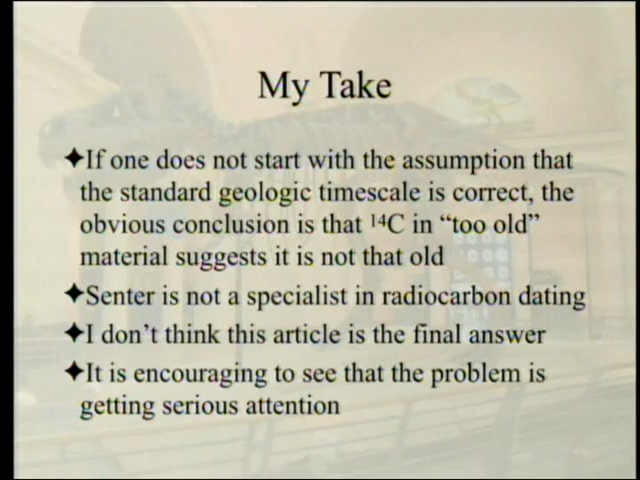 My Take
✦If one does not start with the assumption that
the standard geologic timescale is correct, the
obvious conclusion is that ¹⁴C in “too old”
material suggests it is not that old
✦Senter is not a specialist in radiocarbon dating
✦I don’t think this article is the final answer
✦It is encouraging to see that the problem is
getting serious attention